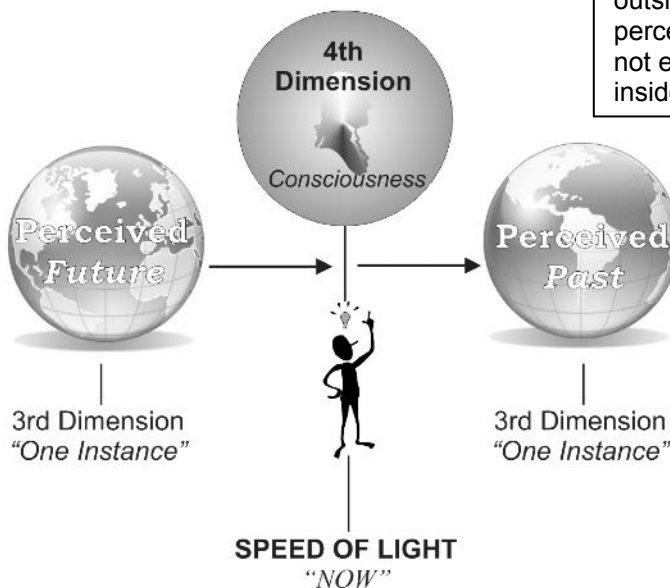 perce
not e
insid
4th
Dimension
Consciousness
Perceived
Future
Perceived
Past
3rd Dimension
"One Instance"
3rd Dimension
"One Instance"
SPEED OF LIGHT
"NOW"